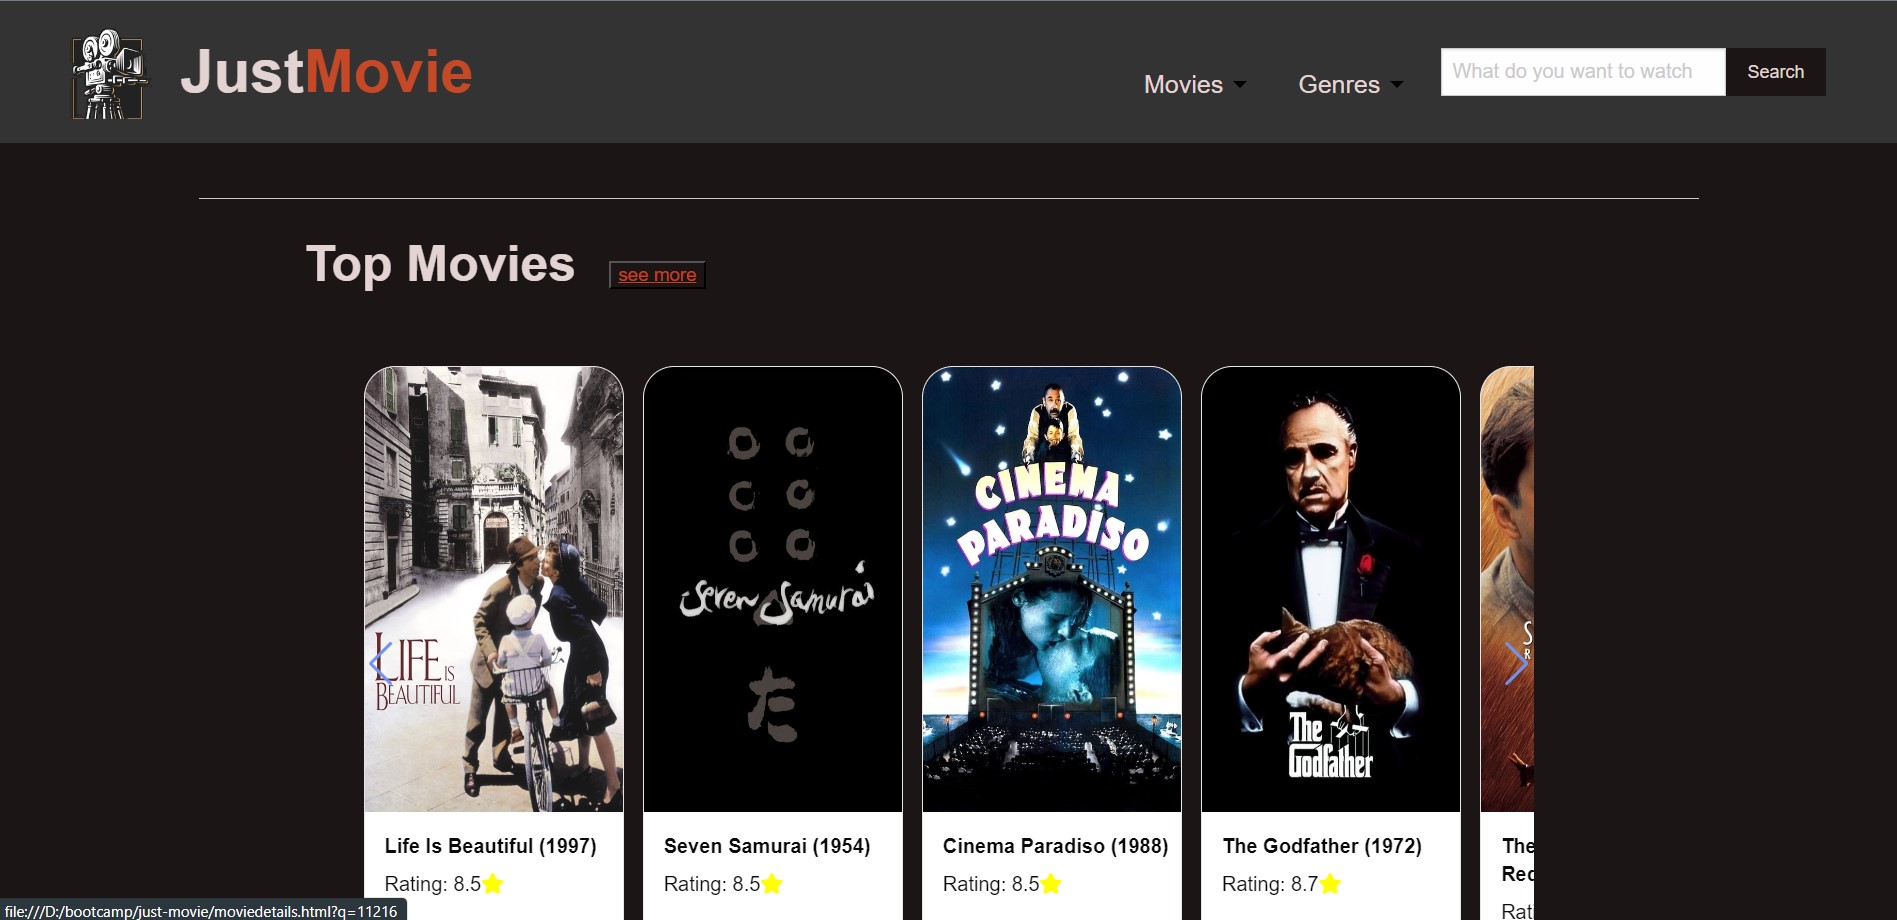 JustMovie
Movies
Genres
What do you want to watch
Search
Top Movies
see more
LIFE IS
BEAUTIFUL
Seven Samurai
た
CINEMA
PARADISO
The
Godfather
S
R
Life Is Beautiful (1997)
Rating: 8.5
Seven Samurai (1954)
Rating: 8.5
Cinema Paradiso (1988)
Rating: 8.5
The Godfather (1972)
Rating: 8.7
The
Red
Rati
file:///D:/bootcamp/just-movie/moviedetails.html?q=11216